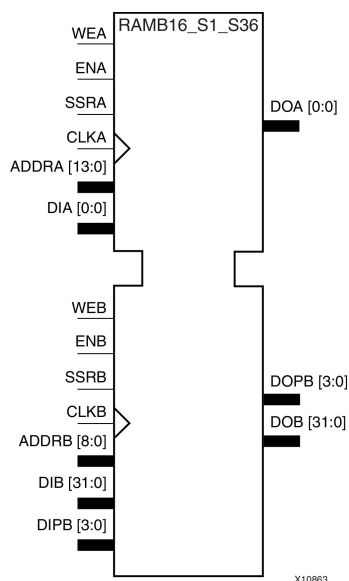 RAMB16_S1_S36
WEA
ENA
SSRA
CLKA
ADDRA [13:0]
DIA [0:0]
DOA [0:0]
WEB
ENB
SSRB
CLKB
ADDRB [8:0]
DIB [31:0]
DIPB [3:0]
DOPB [3:0]
DOB [31:0]
X10863